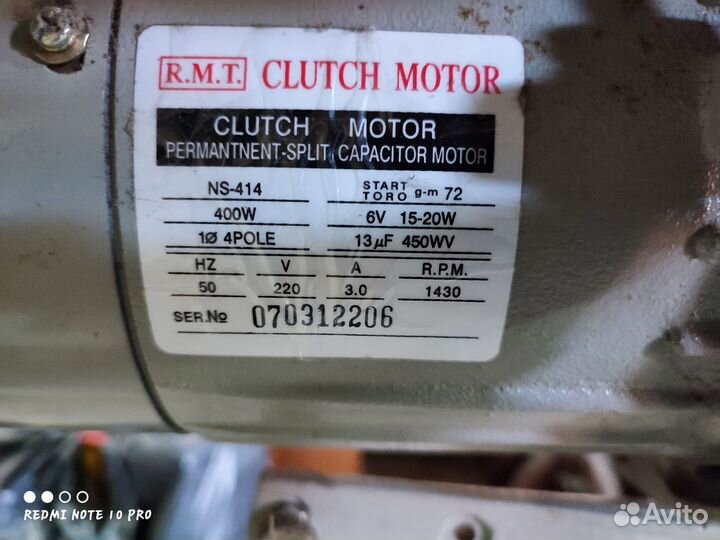 R.M.T. CLUTCH MOTOR
CLUTCH MOTOR
PERMANTNENT-SPLIT CAPACITOR MOTOR
NS-414 START TORO g-m 72
400W 6V 15-20W
1Ø 4POLE 13µF 450WV
HZ V A R.P.M.
50 220 3.0 1430
SER.№ 070312206
REDMI NOTE 10 PRO
Avito